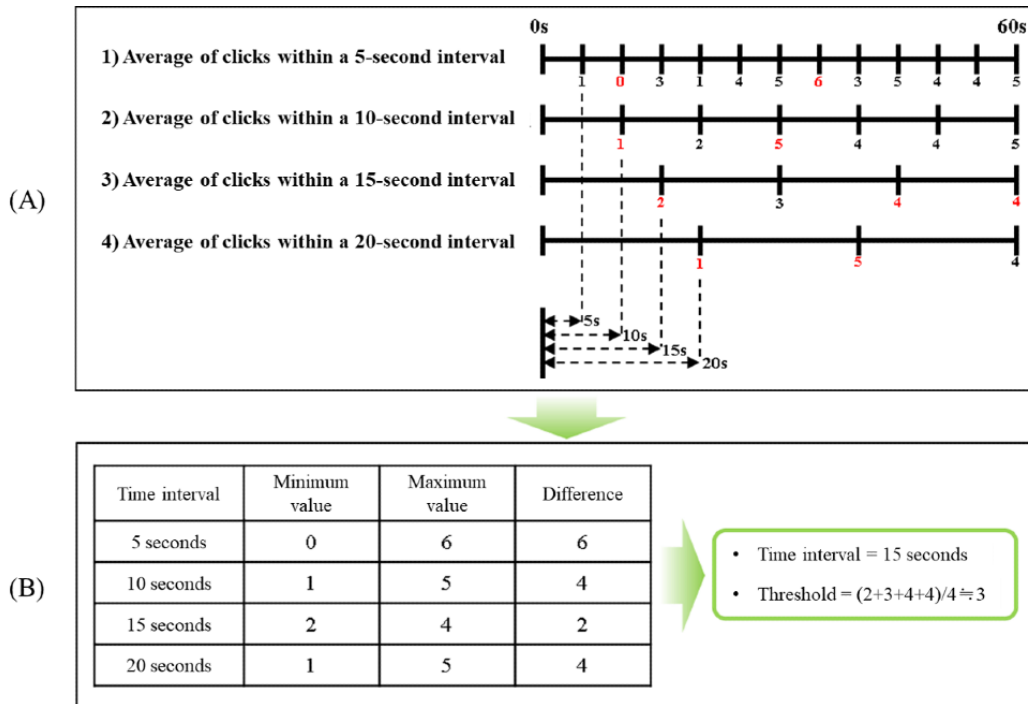 (A)
0s 60s
1) Average of clicks within a 5-second interval
1 0 3 1 4 5 6 3 5 4 4 5
2) Average of clicks within a 10-second interval
1 2 5 4 4 5
3) Average of clicks within a 15-second interval
2 3 4 4
4) Average of clicks within a 20-second interval
1 5 4
5s
10s
15s
20s
(B)
Time interval Minimum value Maximum value Difference
5 seconds 0 6 6
10 seconds 1 5 4
15 seconds 2 4 2
20 seconds 1 5 4
• Time interval = 15 seconds
• Threshold = (2+3+4+4)/4≒3